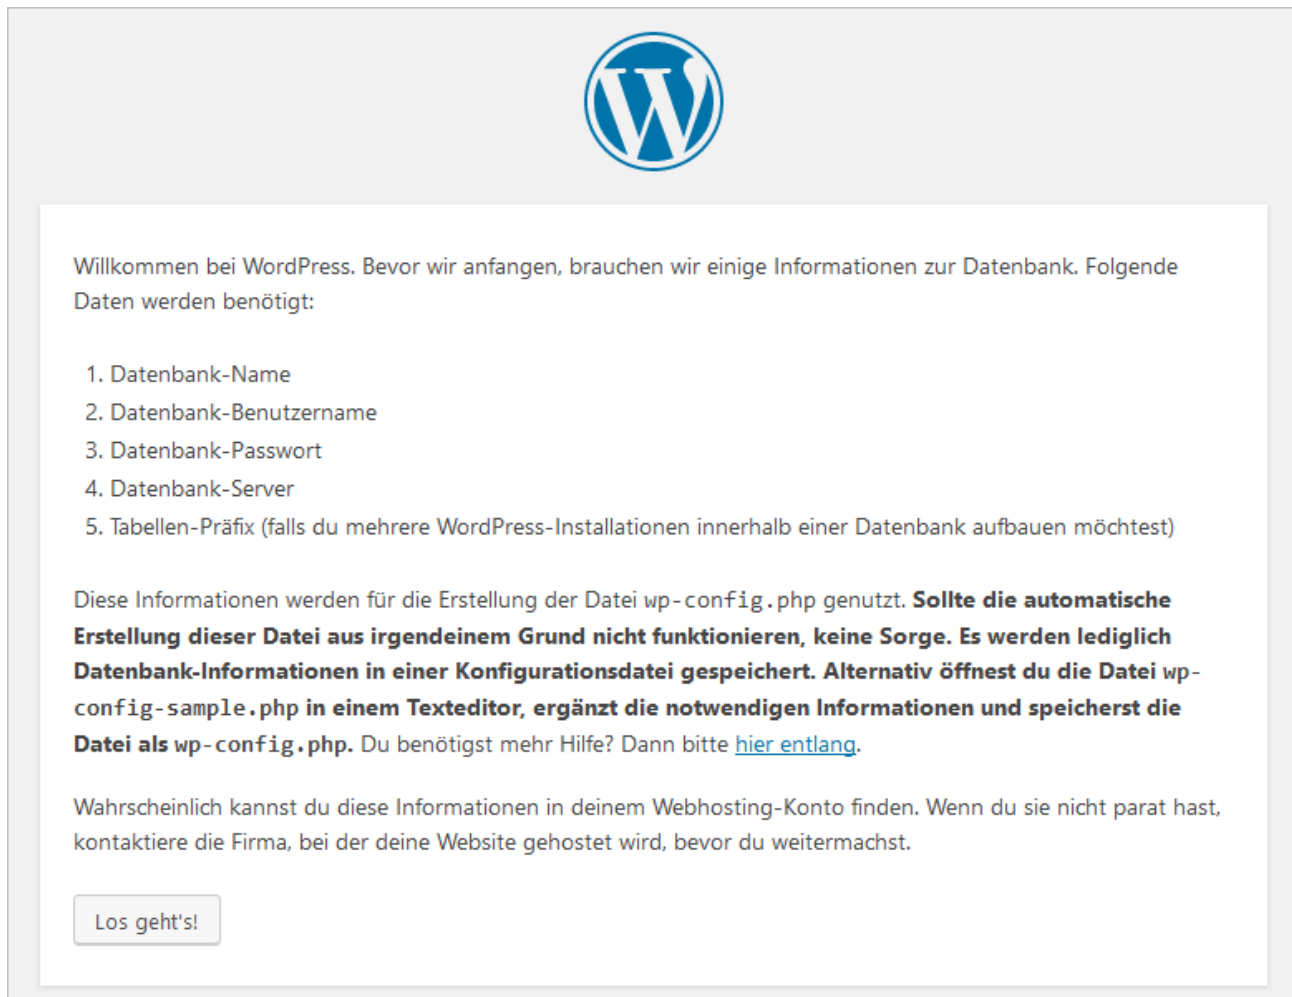 Willkommen bei WordPress. Bevor wir anfangen, brauchen wir einige Informationen zur Datenbank. Folgende
Daten werden benötigt:
1. Datenbank-Name
2. Datenbank-Benutzername
3. Datenbank-Passwort
4. Datenbank-Server
5. Tabellen-Präfix (falls du mehrere WordPress-Installationen innerhalb einer Datenbank aufbauen möchtest)
Diese Informationen werden für die Erstellung der Datei wp-config.php genutzt. Sollte die automatische
Erstellung dieser Datei aus irgendeinem Grund nicht funktionieren, keine Sorge. Es werden lediglich
Datenbank-Informationen in einer Konfigurationsdatei gespeichert. Alternativ öffnest du die Datei wp-
config-sample.php in einem Texteditor, ergänzt die notwendigen Informationen und speicherst die
Datei als wp-config.php. Du benötigst mehr Hilfe? Dann bitte hier entlang.
Wahrscheinlich kannst du diese Informationen in deinem Webhosting-Konto finden. Wenn du sie nicht parat hast,
kontaktiere die Firma, bei der deine Website gehostet wird, bevor du weitermachst.
Los geht's!